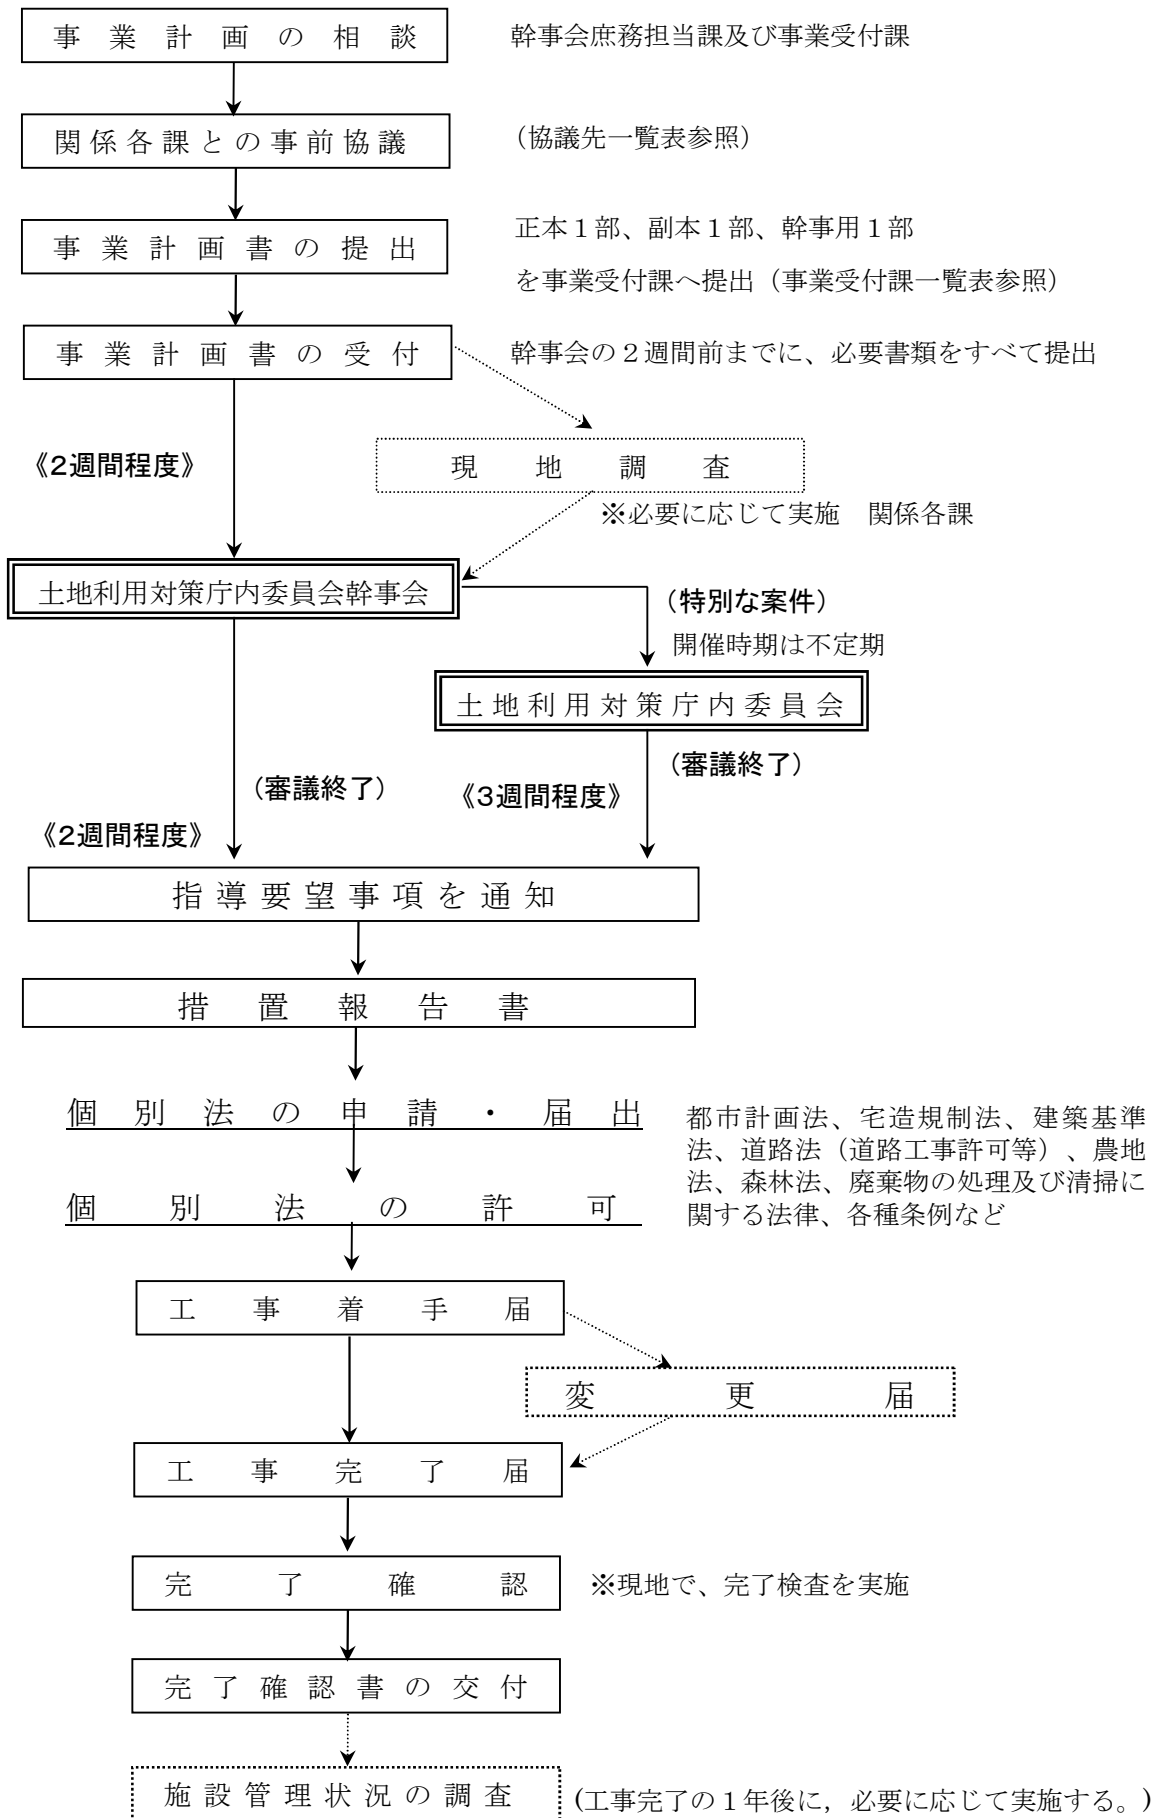 事業計画の相談
幹事会庶務担当課及び事業受付課
関係各課との事前協議
（協議先一覧表参照）
事業計画書の提出
正本１部、副本１部、幹事用１部
を事業受付課へ提出（事業受付課一覧表参照）
事業計画書の受付
幹事会の２週間前までに、必要書類をすべて提出
《2週間程度》
現地調査
※必要に応じて実施　関係各課
土地利用対策庁内委員会幹事会
（特別な案件）
開催時期は不定期
土地利用対策庁内委員会
（審議終了）
（審議終了）
《3週間程度》
《2週間程度》
指導要望事項を通知
措置報告書
個別法の申請・届出
都市計画法、宅造規制法、建築基準
法、道路法（道路工事許可等）、農地
法、森林法、廃棄物の処理及び清掃に
関する法律、各種条例など
個別法の許可
工事着手届
変更届
工事完了届
完了確認
※現地で、完了検査を実施
完了確認書の交付
施設管理状況の調査
(工事完了の１年後に，必要に応じて実施する。)